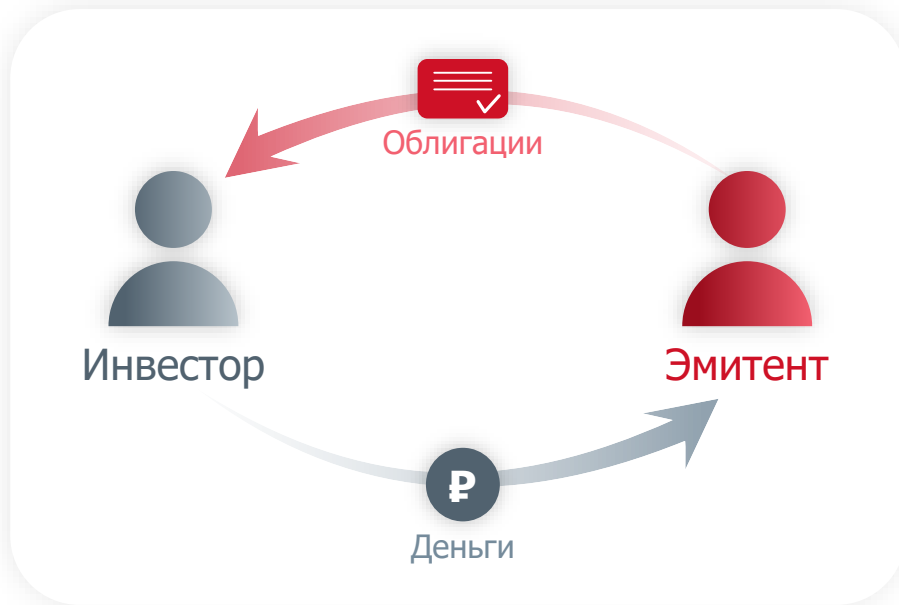 Облигации
Инвестор
Эмитент
₽
Деньги